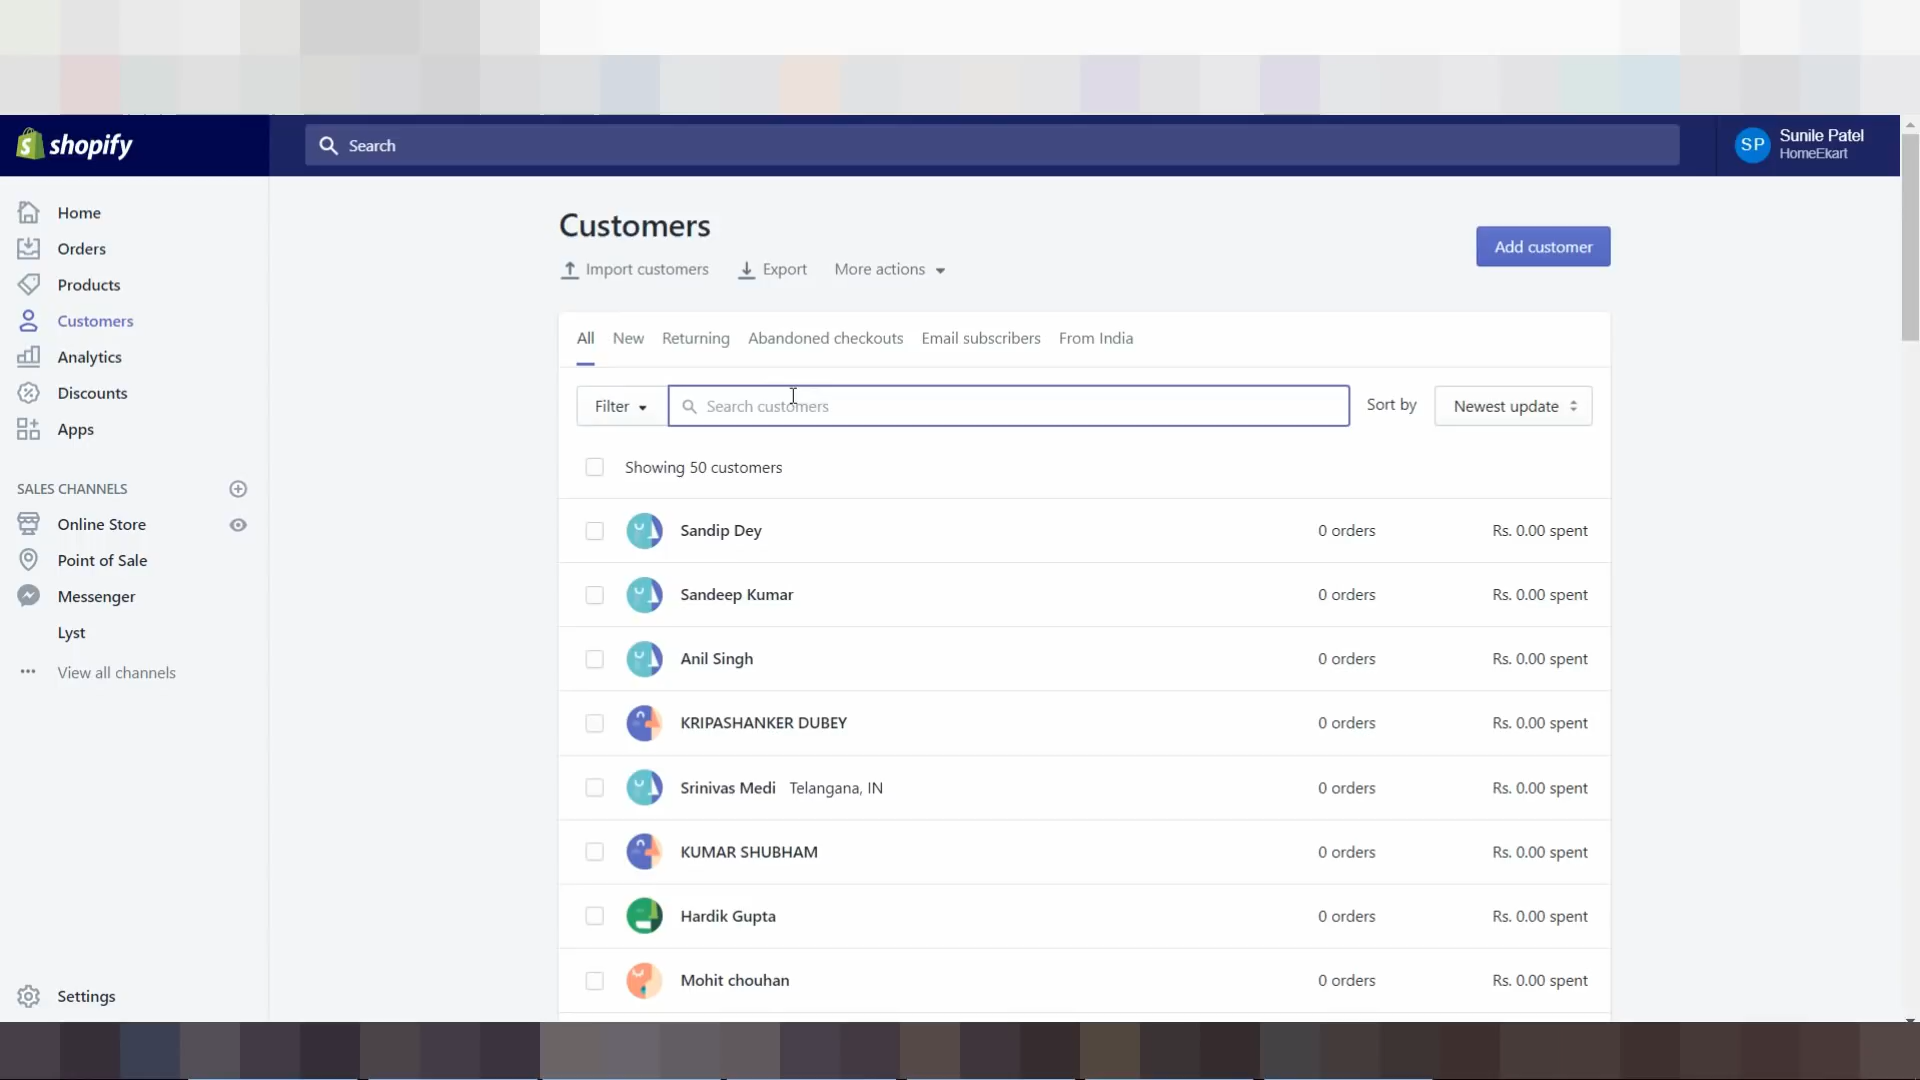 shopify
Search
Sunile Patel
HomeEkart
SP
Home
Orders
Products
Customers
Analytics
Discounts
Apps
SALES CHANNELS
Online Store
Point of Sale
Messenger
Lyst
View all channels
Settings
Customers
Add customer
Import customers Export More actions
All New Returning Abandoned checkouts Email subscribers From India
Filter Search customers Sort by Newest update
Showing 50 customers
Sandip Dey 0 orders Rs. 0.00 spent
Sandeep Kumar 0 orders Rs. 0.00 spent
Anil Singh 0 orders Rs. 0.00 spent
KRIPASHANKER DUBEY 0 orders Rs. 0.00 spent
Srinivas Medi Telangana, IN 0 orders Rs. 0.00 spent
KUMAR SHUBHAM 0 orders Rs. 0.00 spent
Hardik Gupta 0 orders Rs. 0.00 spent
Mohit chouhan 0 orders Rs. 0.00 spent